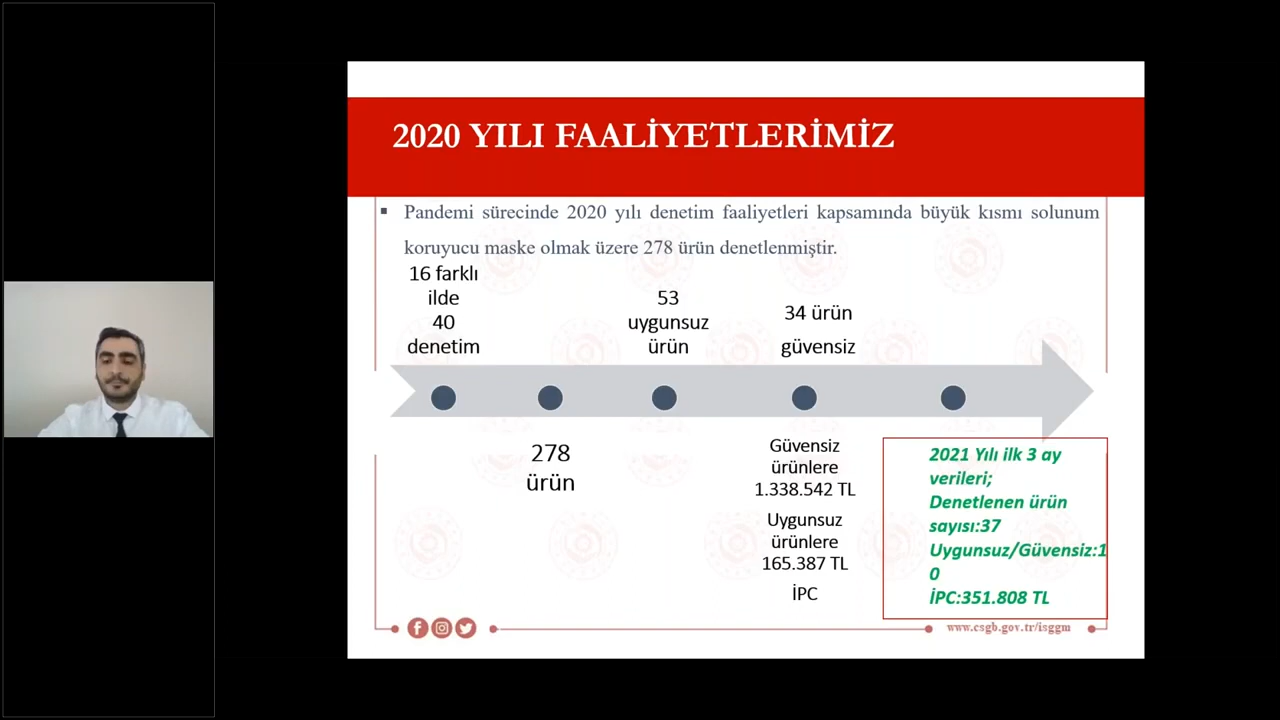 2020 YILI FAALİYETLERİMİZ
▪ Pandemi sürecinde 2020 yılı denetim faaliyetleri kapsamında büyük kısmı solunum
koruyucu maske olmak üzere 278 ürün denetlenmiştir.
16 farklı
ilde
40
denetim
53
uygunsuz
ürün
34 ürün
güvensiz
278
ürün
Güvensiz
ürünlere
1.338.542 TL
Uygunsuz
ürünlere
165.387 TL
İPC
2021 Yılı ilk 3 ay
verileri;
Denetlenen ürün
sayısı:37
Uygunsuz/Güvensiz:1
0
İPC:351.808 TL
www.csgb.gov.tr/isggm